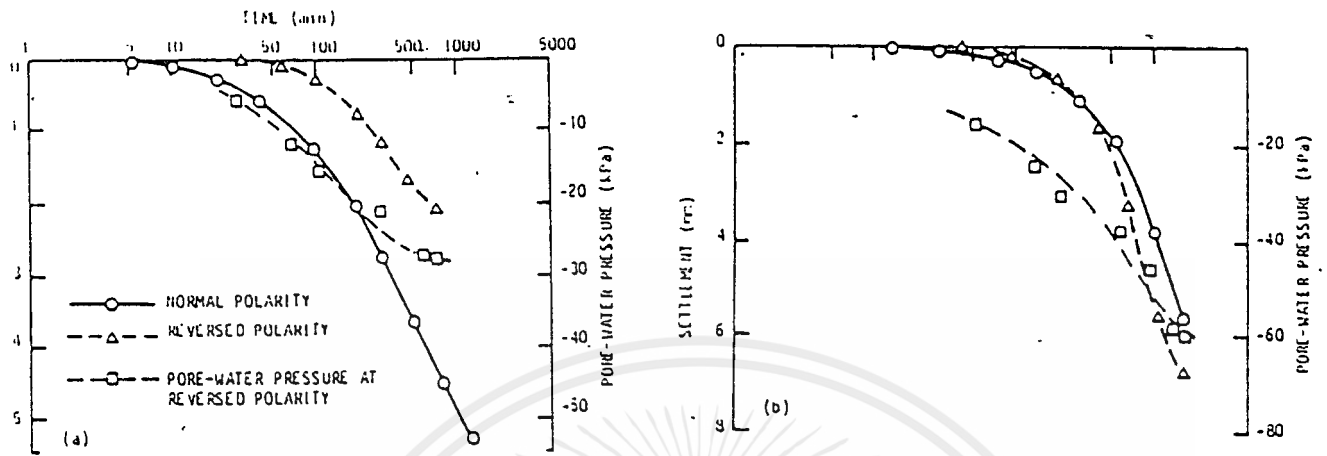 TIME (min)
1 5 10 50 100 500 1000 5000
0
1
3
4
5
-10
-20
-30
-40
-50
PORE-WATER PRESSURE (kPa)
NORMAL POLARITY
REVERSED POLARITY
PORE-WATER PRESSURE AT
REVERSED POLARITY
(a)
0
2
4
6
8
SETTLEMENT (mm)
-20
-40
-60
-80
PORE-WATER PRESSURE (kPa)
(b)